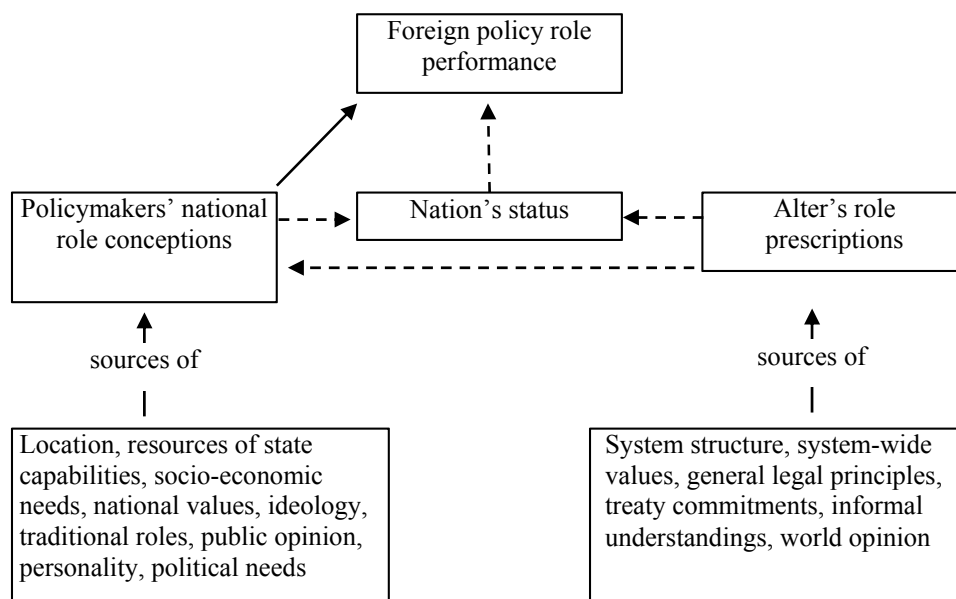 Foreign policy role
performance
Policymakers’ national
role conceptions
Nation’s status
Alter’s role
prescriptions
sources of
sources of
Location, resources of state
capabilities, socio-economic
needs, national values, ideology,
traditional roles, public opinion,
personality, political needs
System structure, system-wide
values, general legal principles,
treaty commitments, informal
understandings, world opinion